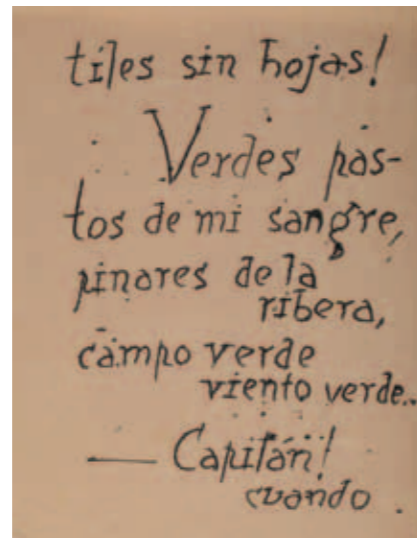 tiles sin hojas!
Verdes pas-
tos de mi sangre,
pinares de la
ribera,
campo verde
viento verde..
— Capitán!
cuando .